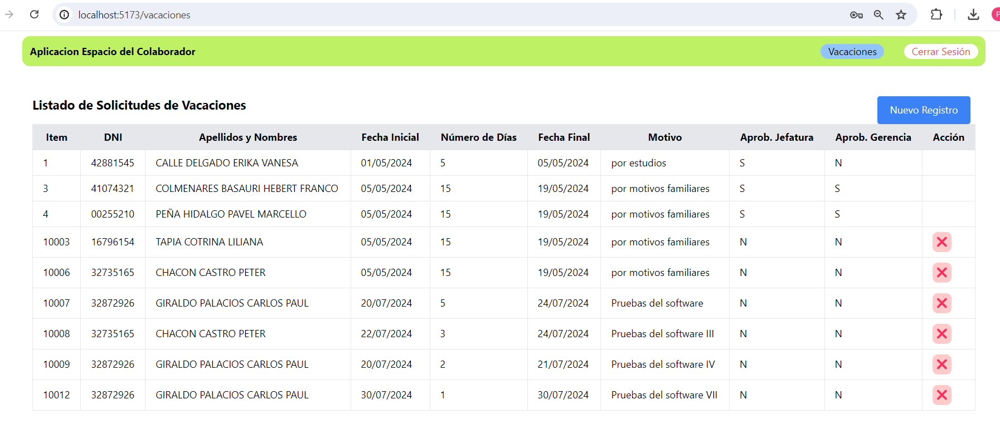 localhost:5173/vacaciones
P
Aplicacion Espacio del Colaborador Vacaciones Cerrar Sesión
Listado de Solicitudes de Vacaciones
Nuevo Registro
Item DNI Apellidos y Nombres Fecha Inicial Número de Días Fecha Final Motivo Aprob. Jefatura Aprob. Gerencia Acción
1 42881545 CALLE DELGADO ERIKA VANESA 01/05/2024 5 05/05/2024 por estudios S N
3 41074321 COLMENARES BASAURI HEBERT FRANCO 05/05/2024 15 19/05/2024 por motivos familiares S S
4 00255210 PEÑA HIDALGO PAVEL MARCELLO 05/05/2024 15 19/05/2024 por motivos familiares S S
10003 16796154 TAPIA COTRINA LILIANA 05/05/2024 15 19/05/2024 por motivos familiares N N
10006 32735165 CHACON CASTRO PETER 05/05/2024 15 19/05/2024 por motivos familiares N N
10007 32872926 GIRALDO PALACIOS CARLOS PAUL 20/07/2024 5 24/07/2024 Pruebas del software N N
10008 32735165 CHACON CASTRO PETER 22/07/2024 3 24/07/2024 Pruebas del software III N N
10009 32872926 GIRALDO PALACIOS CARLOS PAUL 20/07/2024 2 21/07/2024 Pruebas del software IV N N
10012 32872926 GIRALDO PALACIOS CARLOS PAUL 30/07/2024 1 30/07/2024 Pruebas del software VII N N